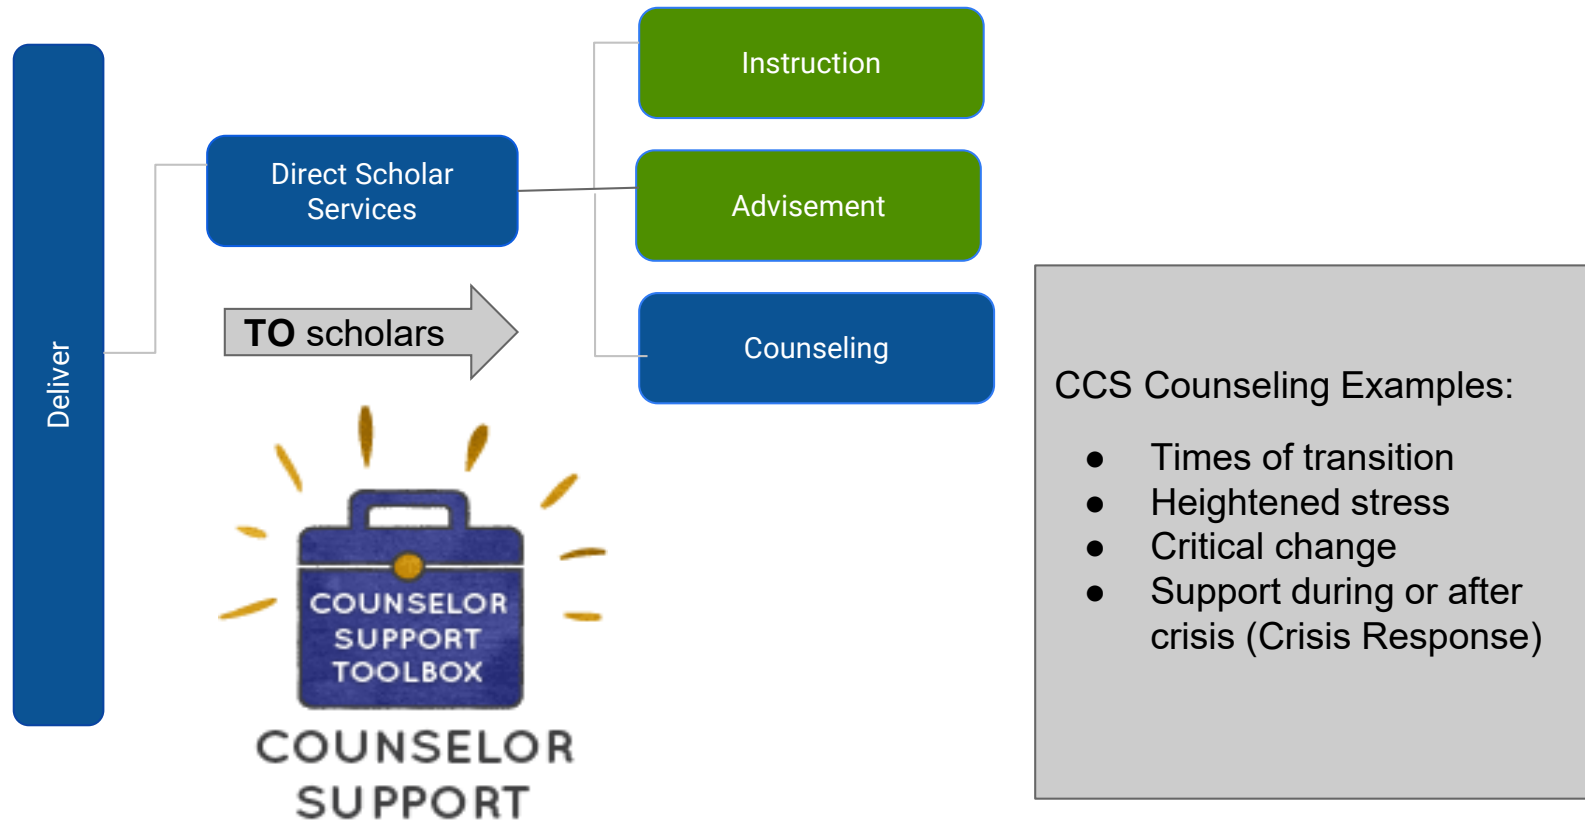 Deliver
Direct Scholar
Services
TO scholars
Instruction
Advisement
Counseling
COUNSELOR
SUPPORT
TOOLBOX
COUNSELOR
SUPPORT
CCS Counseling Examples:
● Times of transition
● Heightened stress
● Critical change
● Support during or after
crisis (Crisis Response)